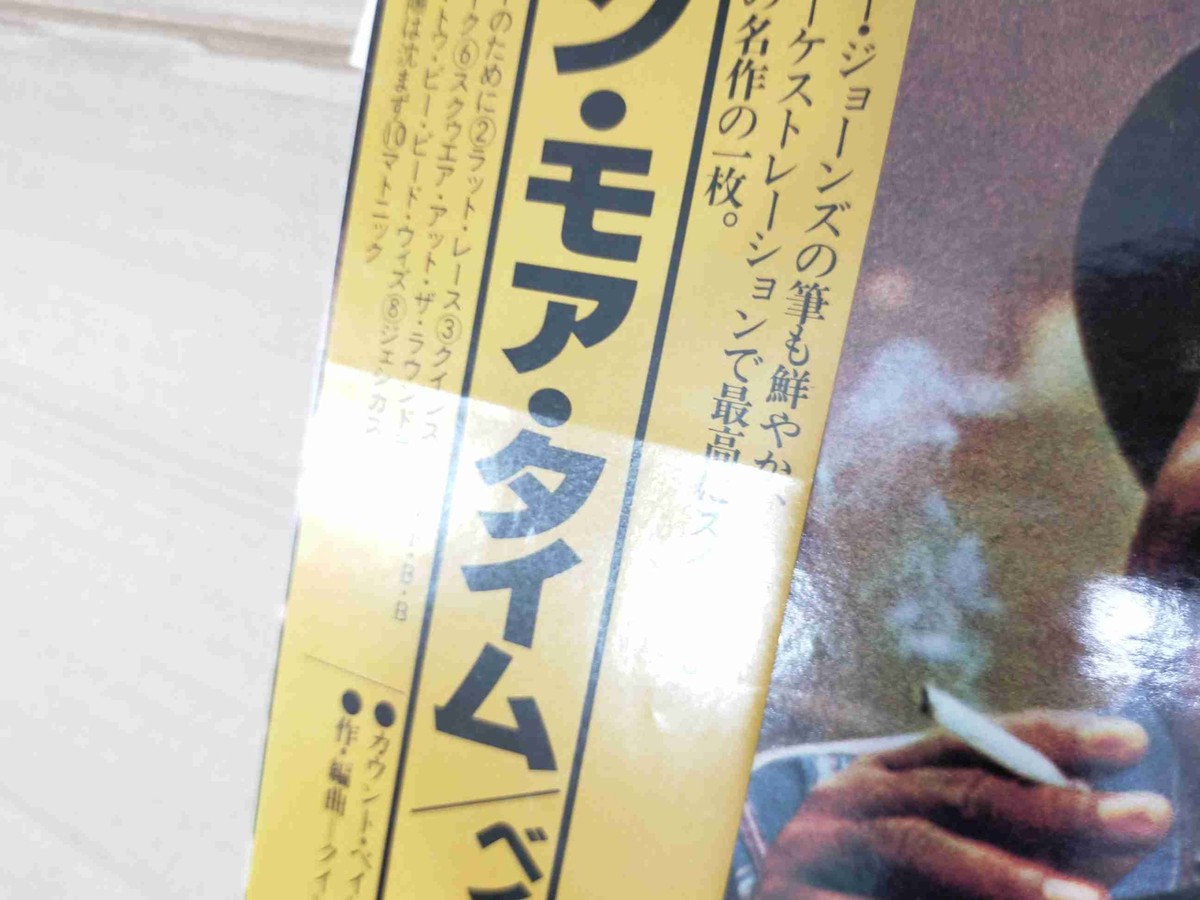 ー・ジョーンズの筆も鮮やか、
ーケストレーションで最高にス
の名作の一枚。
ン・モア・タイム/ベ
ーのために②ラット・レース③クインス
ーク⑥スクウエア・アット・ザ・ラウンド
トゥ・ビー・ビード・ウィズ⑧ジェシカズ
陽は沈まず⑩マトニック
・B・B
●カウント・ベイ
●作・編曲―クイ